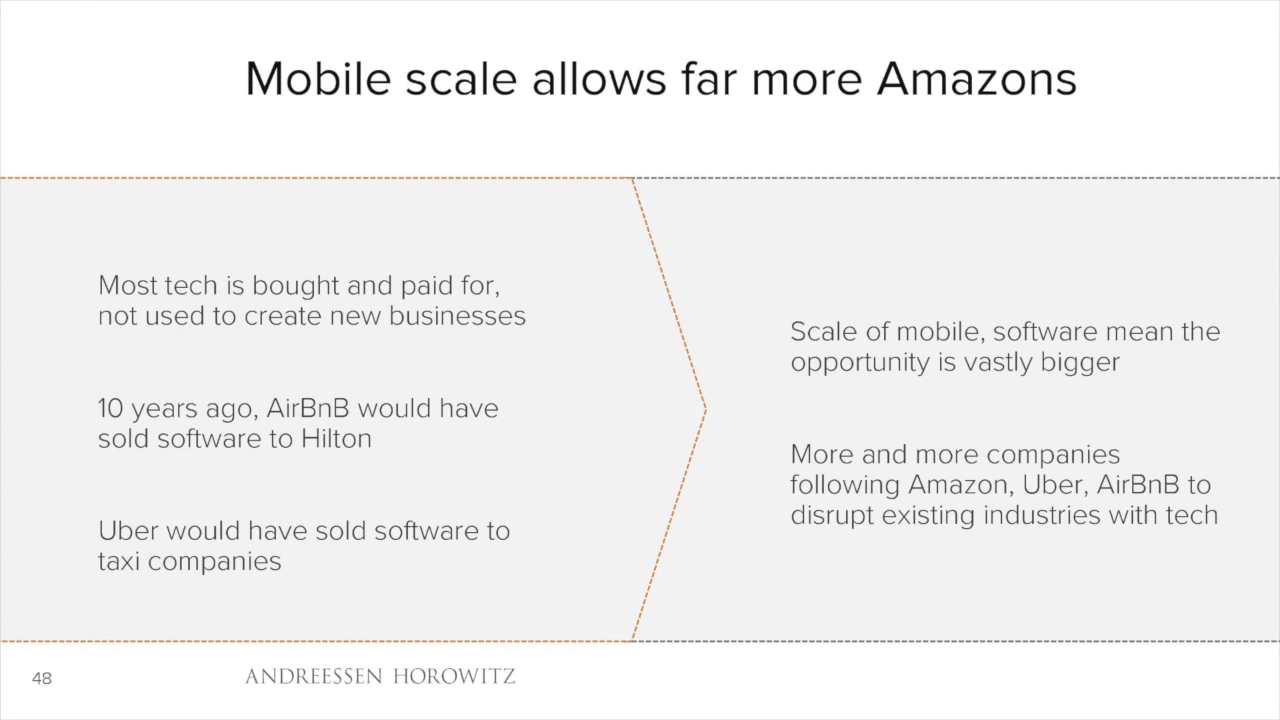 Mobile scale allows far more Amazons
Most tech is bought and paid for,
not used to create new businesses
10 years ago, AirBnB would have
sold software to Hilton
Uber would have sold software to
taxi companies
Scale of mobile, software mean the
opportunity is vastly bigger
More and more companies
following Amazon, Uber, AirBnB to
disrupt existing industries with tech
48
ANDREESSEN HOROWITZ